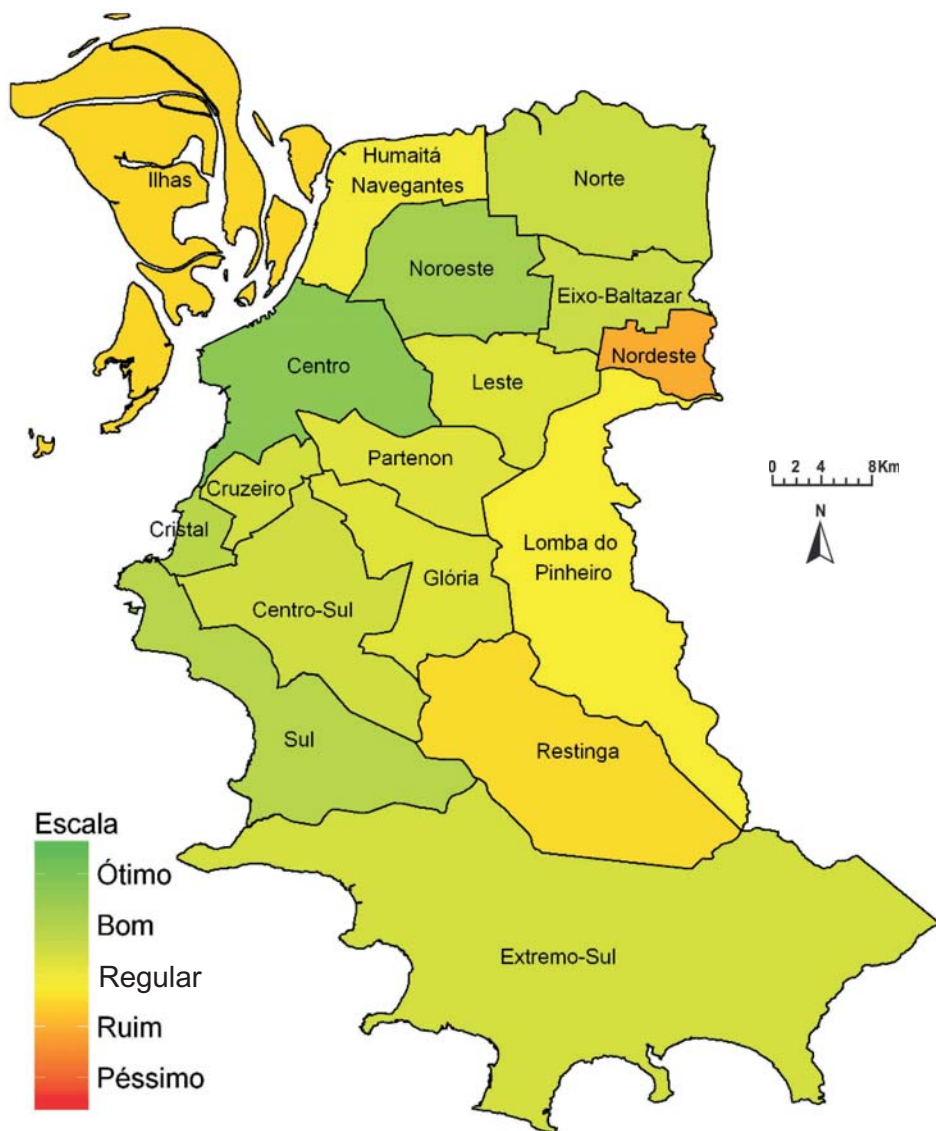 Humaitá
Navegantes
Norte
Ilhas
Noroeste
Eixo-Baltazar
Nordeste
Centro
Leste
Partenon
Cruzeiro
Cristal
Lomba do
Pinheiro
Glória
Centro-Sul
Sul
Restinga
Extremo-Sul
0 2 4 8Km
N
Escala
Ótimo
Bom
Regular
Ruim
Péssimo